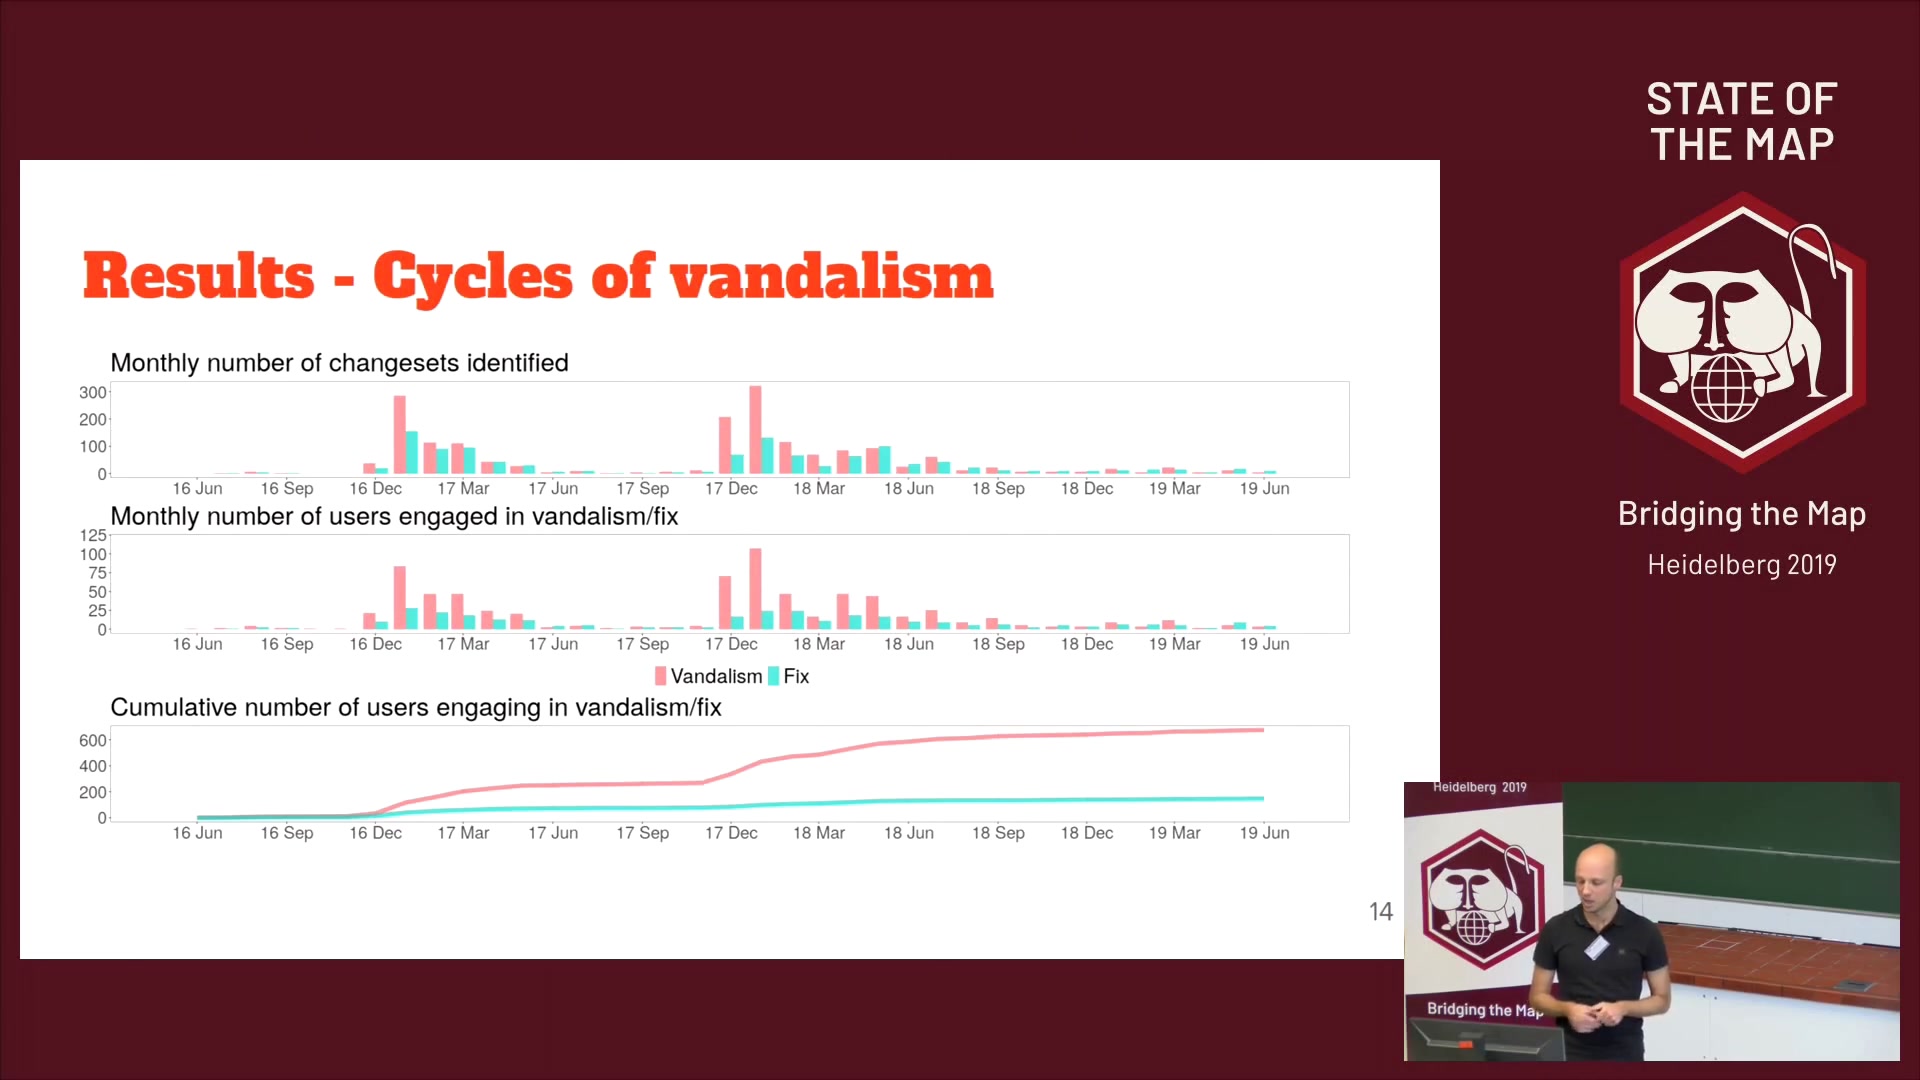 STATE OF
THE MAP
Bridging the Map
Heidelberg 2019
Results - Cycles of vandalism
Monthly number of changesets identified
300
200
100
0
16 Jun 16 Sep 16 Dec 17 Mar 17 Jun 17 Sep 17 Dec 18 Mar 18 Jun 18 Sep 18 Dec 19 Mar 19 Jun
Monthly number of users engaged in vandalism/fix
125
100
75
50
25
0
16 Jun 16 Sep 16 Dec 17 Mar 17 Jun 17 Sep 17 Dec 18 Mar 18 Jun 18 Sep 18 Dec 19 Mar 19 Jun
Vandalism Fix
Cumulative number of users engaging in vandalism/fix
600
400
200
0
16 Jun 16 Sep 16 Dec 17 Mar 17 Jun 17 Sep 17 Dec 18 Mar 18 Jun 18 Sep 18 Dec 19 Mar 19 Jun
14
Heidelberg 2019
Bridging the Map